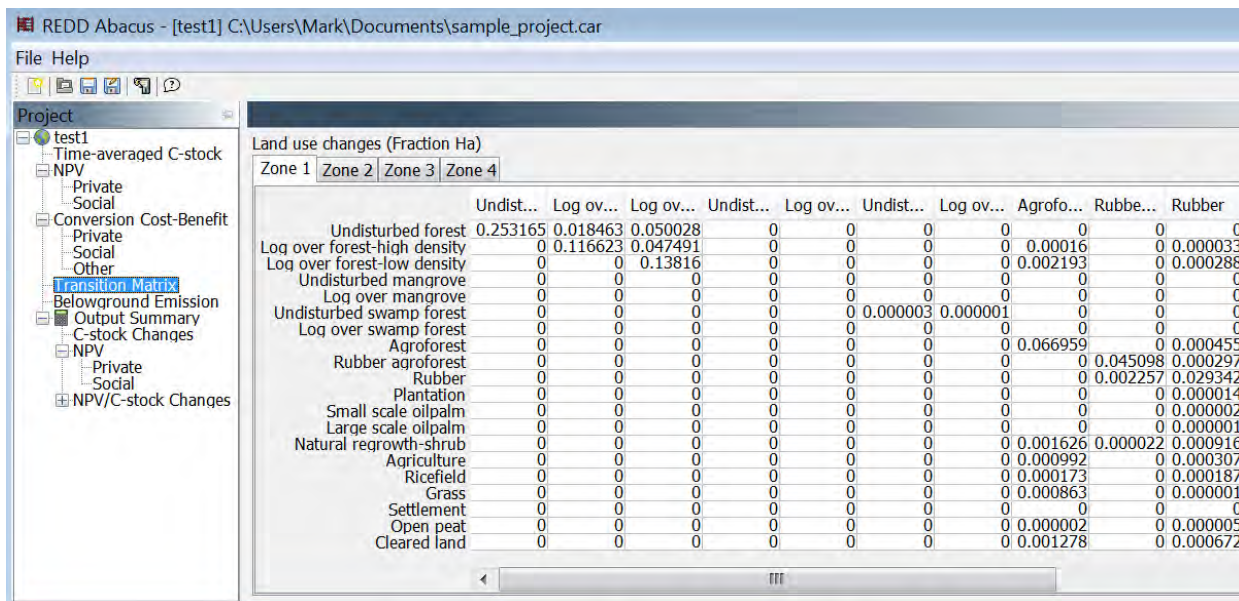 REDD Abacus - [test1] C:\Users\Mark\Documents\sample_project.car
File Help
Project
test1
Time-averaged C-stock
NPV
Private
Social
Conversion Cost-Benefit
Private
Social
Other
Transition Matrix
Belowground Emission
Output Summary
C-stock Changes
NPV
Private
Social
NPV/C-stock Changes
Land use changes (Fraction Ha)
Zone 1 Zone 2 Zone 3 Zone 4
Undist... Log ov... Log ov... Undist... Log ov... Undist... Log ov... Agrofo... Rubbe... Rubber
Undisturbed forest 0.253165 0.018463 0.050028 0 0 0 0 0 0 0
Log over forest-high density 0 0.116623 0.047491 0 0 0 0 0.00016 0 0.000033
Log over forest-low density 0 0 0.13816 0 0 0 0 0.002193 0 0.000288
Undisturbed mangrove 0 0 0 0 0 0 0 0 0 0
Log over mangrove 0 0 0 0 0 0 0 0 0 0
Undisturbed swamp forest 0 0 0 0 0 0.000003 0.000001 0 0 0
Log over swamp forest 0 0 0 0 0 0 0 0 0 0
Agroforest 0 0 0 0 0 0 0 0.066959 0 0.000455
Rubber agroforest 0 0 0 0 0 0 0 0 0.045098 0.000297
Rubber 0 0 0 0 0 0 0 0 0.002257 0.029342
Plantation 0 0 0 0 0 0 0 0 0 0.000014
Small scale oilpalm 0 0 0 0 0 0 0 0 0 0.000002
Large scale oilpalm 0 0 0 0 0 0 0 0 0 0.000001
Natural regrowth-shrub 0 0 0 0 0 0 0 0.001626 0.000022 0.000916
Agriculture 0 0 0 0 0 0 0 0.000992 0 0.000307
Ricefield 0 0 0 0 0 0 0 0.000173 0 0.000187
Grass 0 0 0 0 0 0 0 0.000863 0 0.000001
Settlement 0 0 0 0 0 0 0 0 0 0
Open peat 0 0 0 0 0 0 0 0.000002 0 0.000005
Cleared land 0 0 0 0 0 0 0 0.001278 0 0.000672